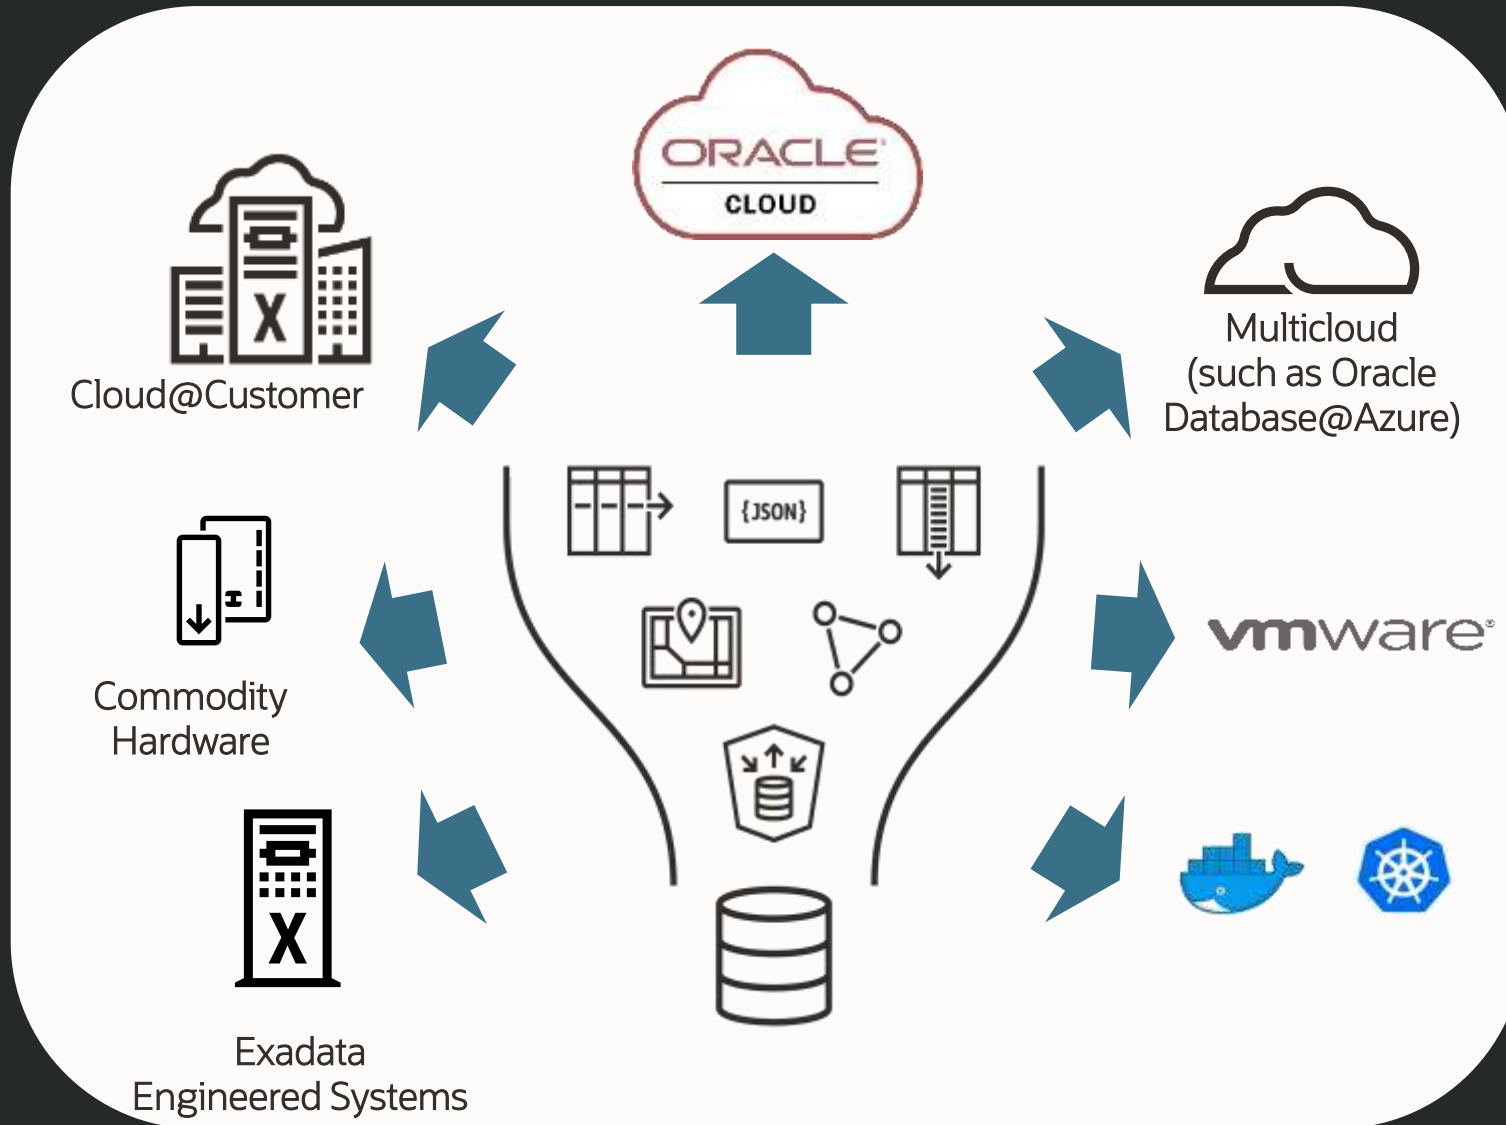 ORACLE®
CLOUD
X
Cloud@Customer
Multicloud
(such as Oracle
Database@Azure)
{JSON}
Commodity
Hardware
vmware®
X
Exadata
Engineered Systems